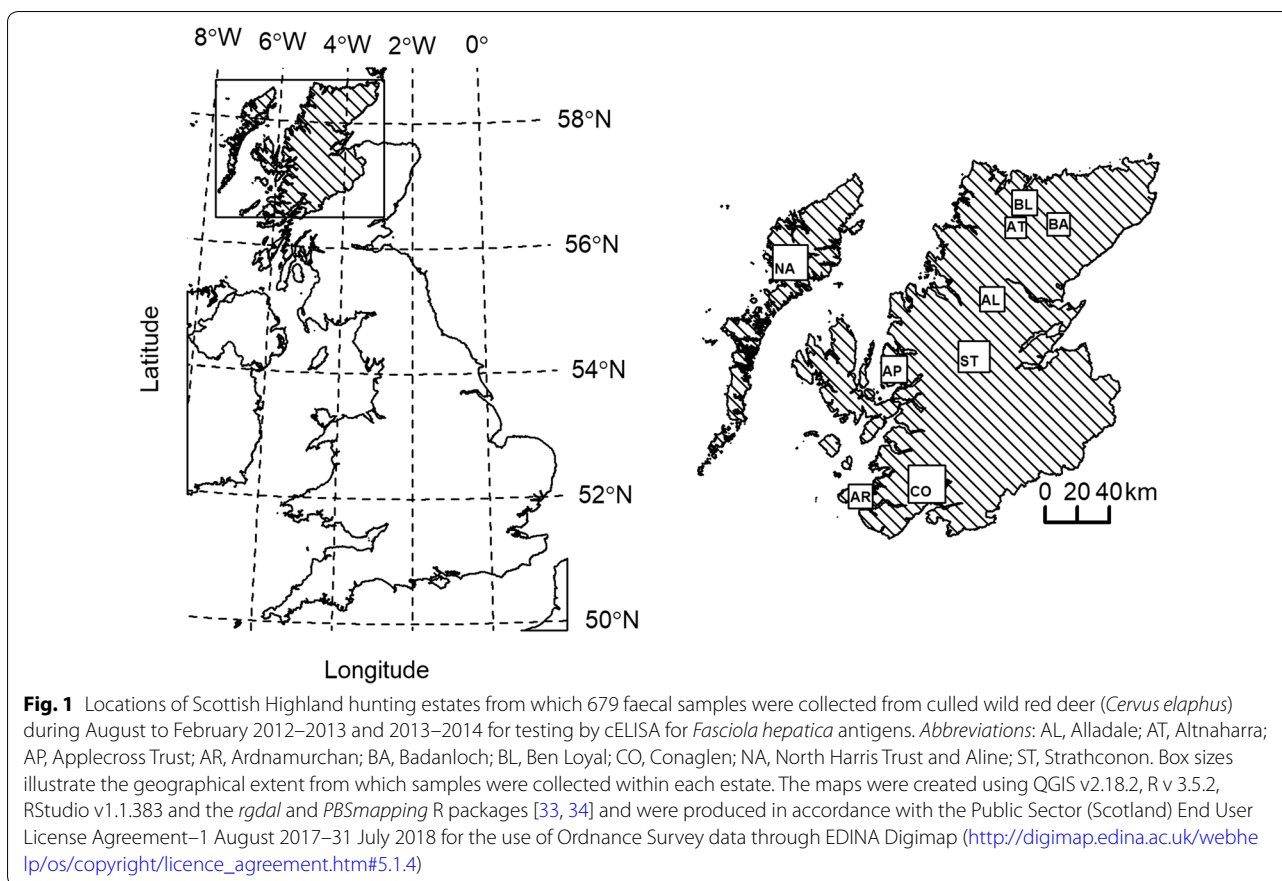 8°W 6°W 4°W 2°W 0°
58°N
56°N
54°N
52°N
50°N
Latitude
Longitude
NA
BL
AT
BA
AL
ST
AP
AR
CO
0 20 40 km
Fig. 1 Locations of Scottish Highland hunting estates from which 679 faecal samples were collected from culled wild red deer (Cervus elaphus)
during August to February 2012–2013 and 2013–2014 for testing by cELISA for Fasciola hepatica antigens. Abbreviations: AL, Alladale; AT, Altnaharra;
AP, Applecross Trust; AR, Ardnamurchan; BA, Badanloch; BL, Ben Loyal; CO, Conaglen; NA, North Harris Trust and Aline; ST, Strathconon. Box sizes
illustrate the geographical extent from which samples were collected within each estate. The maps were created using QGIS v2.18.2, R v 3.5.2,
RStudio v1.1.383 and the rgdal and PBSmapping R packages [33, 34] and were produced in accordance with the Public Sector (Scotland) End User
License Agreement–1 August 2017–31 July 2018 for the use of Ordnance Survey data through EDINA Digimap (http://digimap.edina.ac.uk/webhe
lp/os/copyright/licence_agreement.htm#5.1.4)